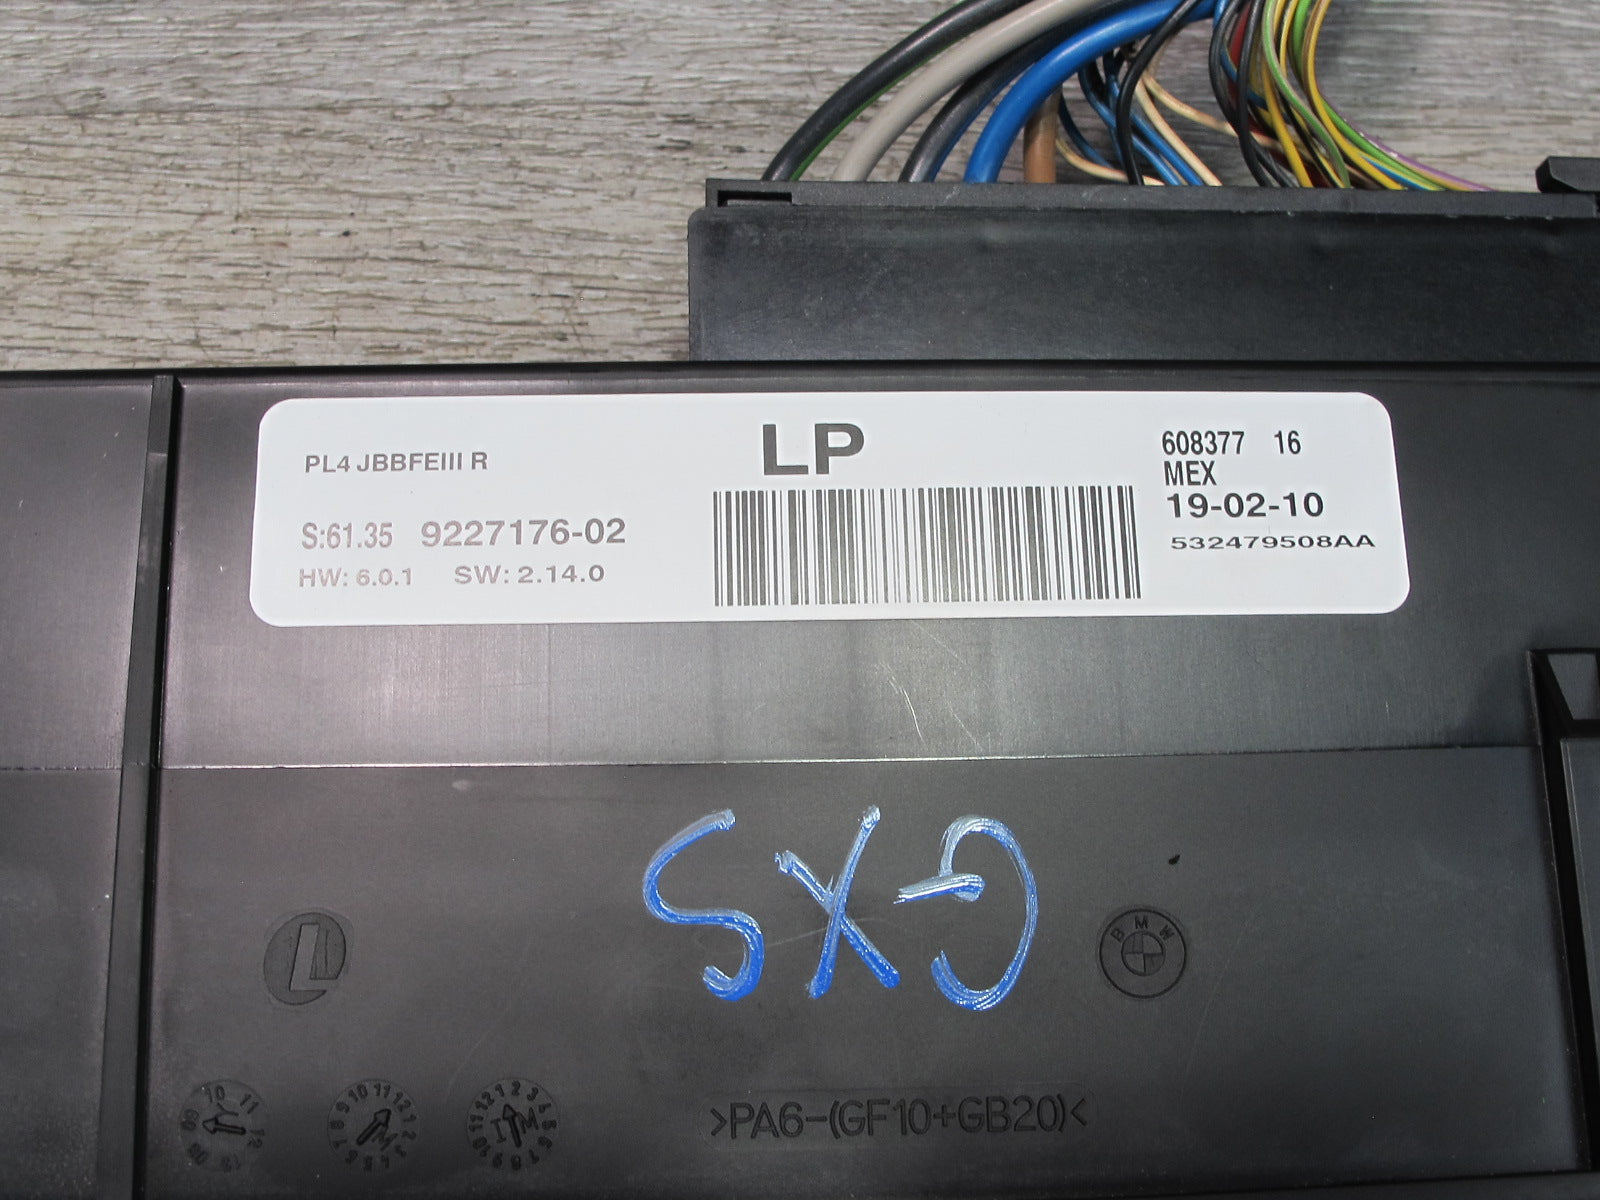 PL4 JBBFEIII R
S:61.35 9227176-02
HW: 6.0.1 SW: 2.14.0
LP
608377 16
MEX
19-02-10
532479508AA
BMW
>PA6-(GF10+GB20)<